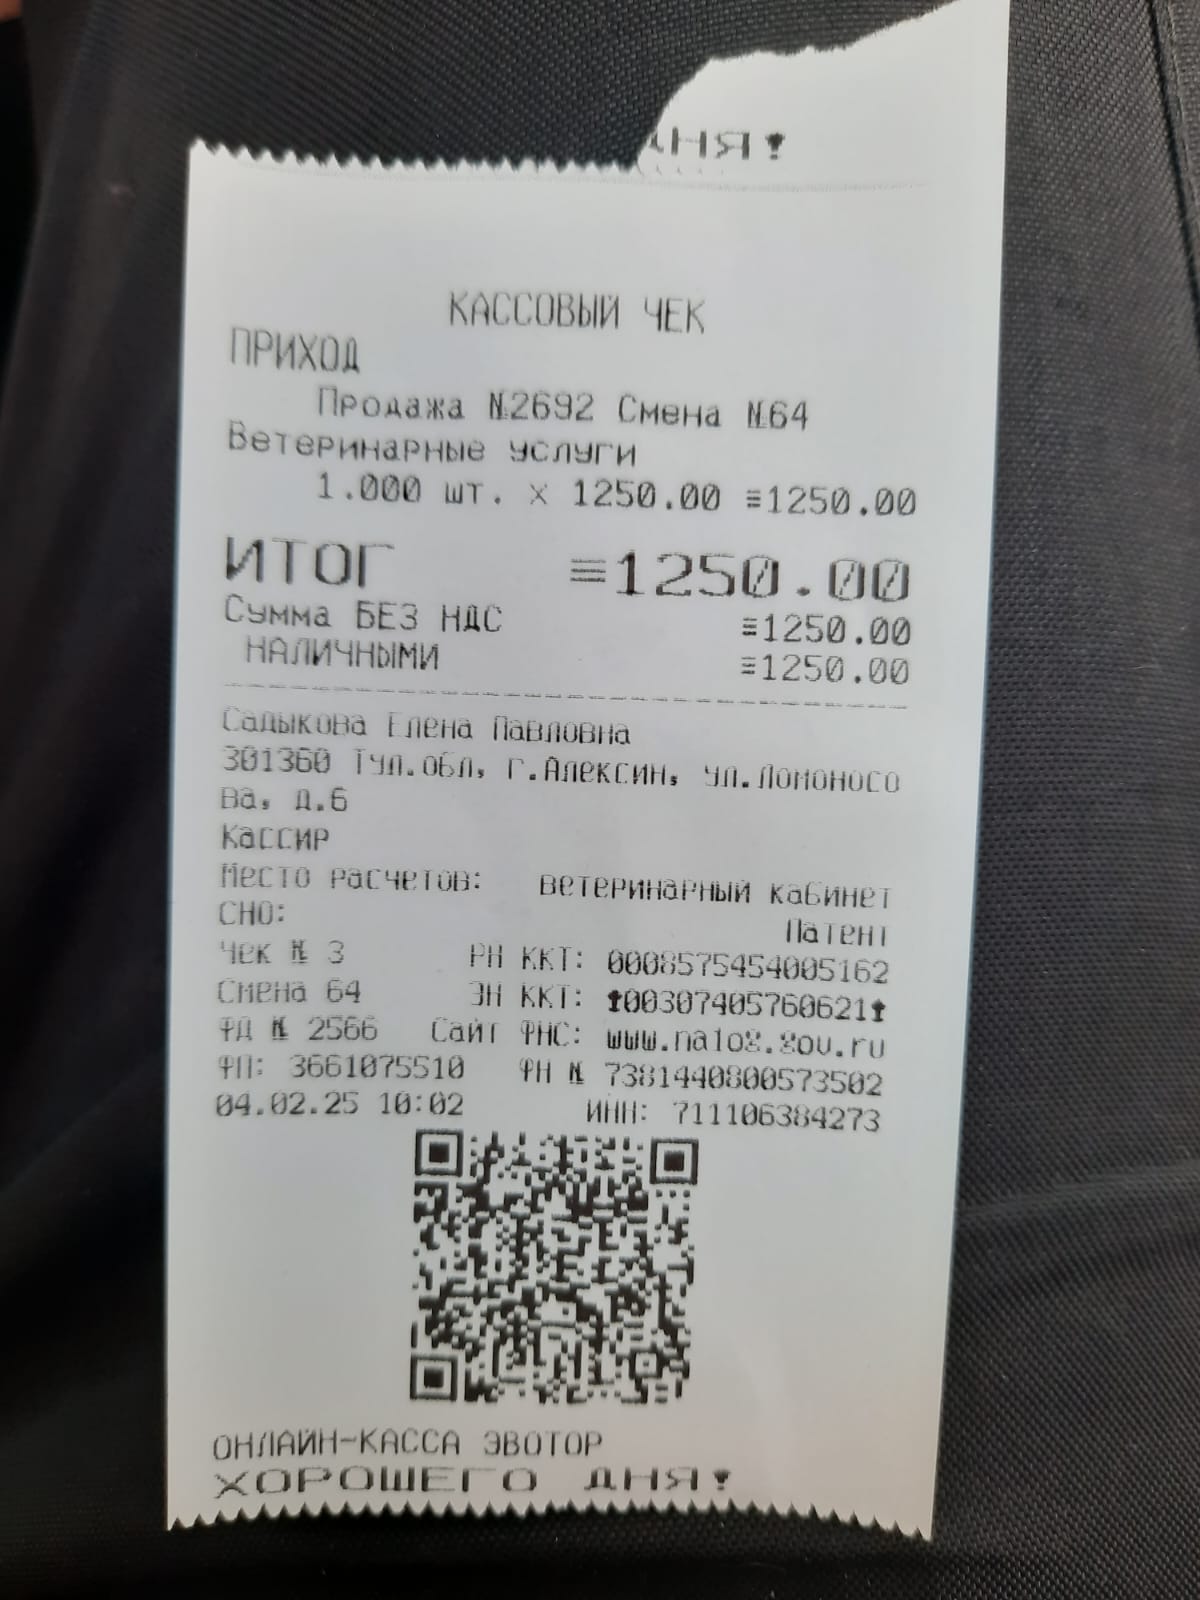 ДНЯ!
КАССОВЫЙ ЧЕК
ПРИХОД
Продажа №2692 Смена №64
Ветеринарные услуги
1.000 шт. x 1250.00 ≡1250.00
ИТОГ ≡1250.00
Сумма БЕЗ НДС ≡1250.00
НАЛИЧНЫМИ ≡1250.00
Садыкова Елена Павловна
301360 Тул.обл, г.Алексин, ул.Ломоносо
ва, д.6
Кассир
Место расчетов: ветеринарный кабинет
СНО: Патент
Чек № 3 РН ККТ: 0008575454005162
Смена 64 ЗН ККТ: 00307405760621
ФД № 2566 Сайт ФНС: www.nalog.gov.ru
ФП: 3661075510 ФН № 7381440800573502
04.02.25 10:02 ИНН: 711106384273
ОНЛАЙН-КАССА ЭВОТОР
ХОРОШЕГО ДНЯ!